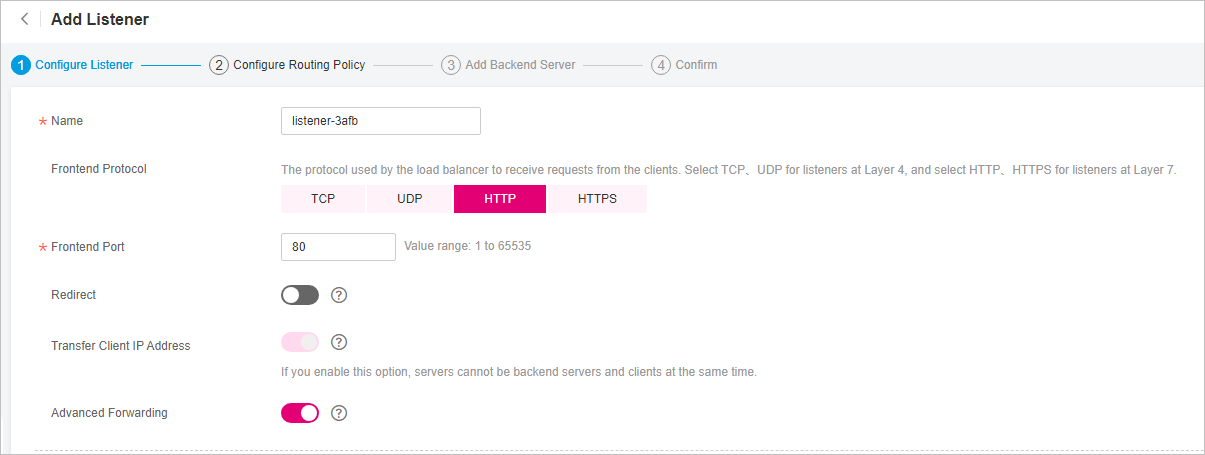 Add Listener
1 Configure Listener 2 Configure Routing Policy 3 Add Backend Server 4 Confirm
* Name listener-3afb
Frontend Protocol The protocol used by the load balancer to receive requests from the clients. Select TCP、UDP for listeners at Layer 4, and select HTTP、HTTPS for listeners at Layer 7.
TCP UDP HTTP HTTPS
* Frontend Port 80 Value range: 1 to 65535
Redirect ?
Transfer Client IP Address ?
If you enable this option, servers cannot be backend servers and clients at the same time.
Advanced Forwarding ?